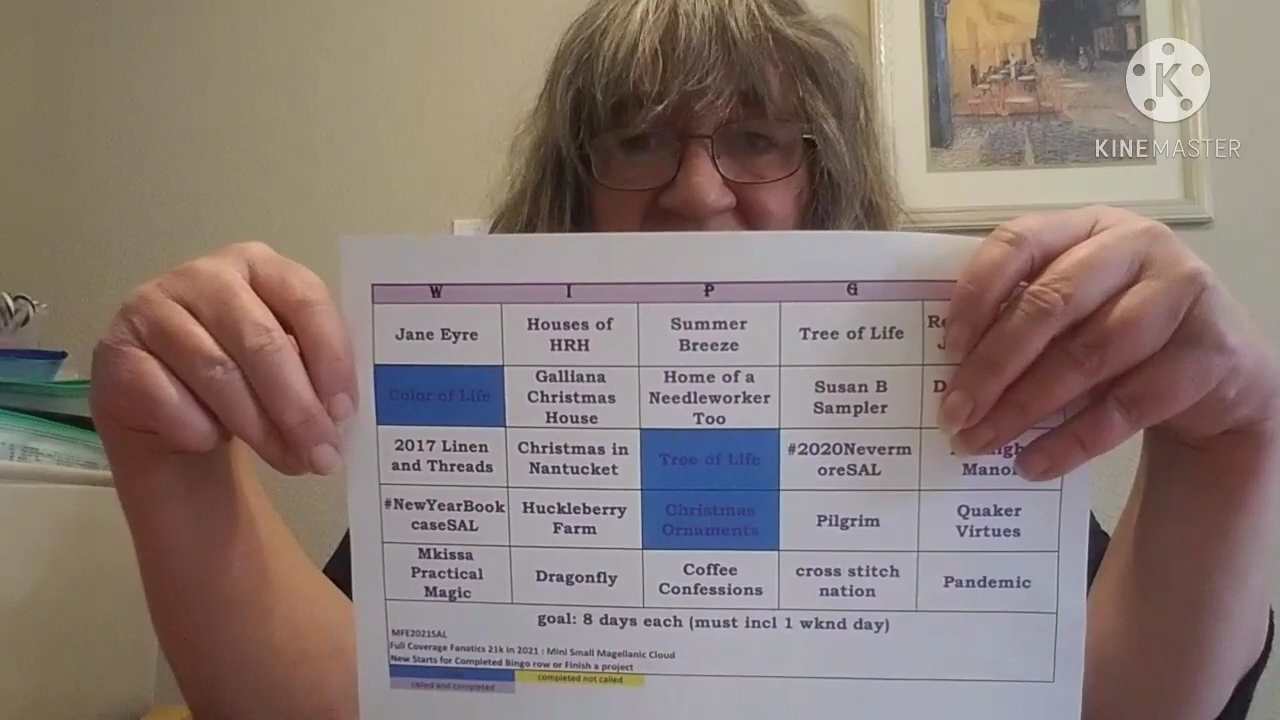 K
KINEMASTER
W I P G
Jane Eyre
Houses of
HRH
Summer
Breeze
Tree of Life
Color of Life
Galliana
Christmas
House
Home of a
Needleworker
Too
Susan B
Sampler
2017 Linen
and Threads
Christmas in
Nantucket
Tree of Life
#2020Neverm
oreSAL
#NewYearBook
caseSAL
Huckleberry
Farm
Christmas
Ornaments
Pilgrim
Quaker
Virtues
Mkissa
Practical
Magic
Dragonfly
Coffee
Confessions
cross stitch
nation
Pandemic
goal: 8 days each (must incl 1 wknd day)
MFE2021SAL
Full Coverage Fanatics 21k in 2021 : Mini Small Magellanic Cloud
New Starts for Completed Bingo row or Finish a project
completed not called
called and completed